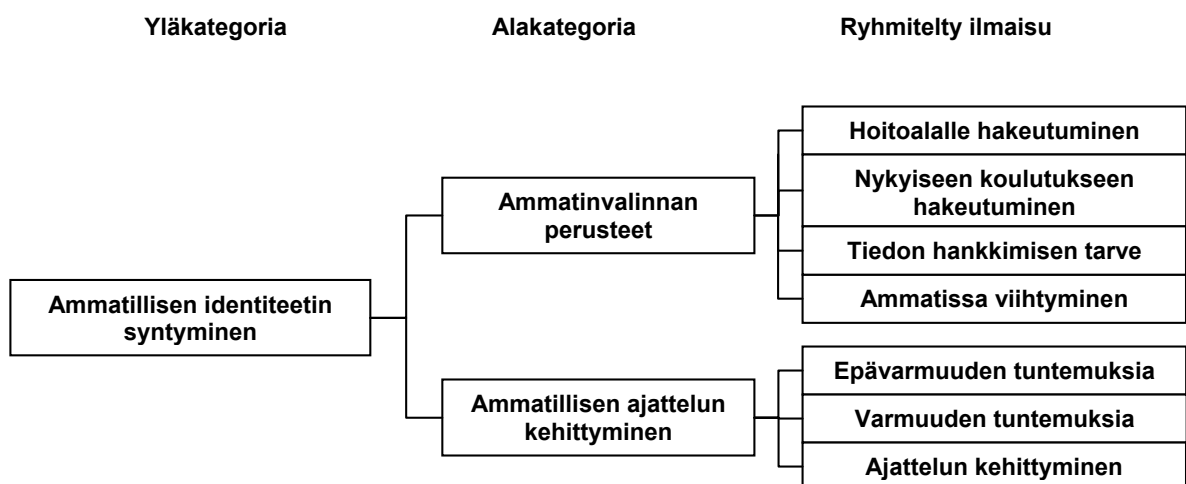 Yläkategoria Alakategoria Ryhmitelty ilmaisu
Hoitoalalle hakeutuminen
Nykyiseen koulutukseen
hakeutuminen
Ammatinvalinnan
perusteet
Tiedon hankkimisen tarve
Ammatissa viihtyminen
Ammatillisen identiteetin
syntyminen
Epävarmuuden tuntemuksia
Ammatillisen ajattelun
kehittyminen
Varmuuden tuntemuksia
Ajattelun kehittyminen